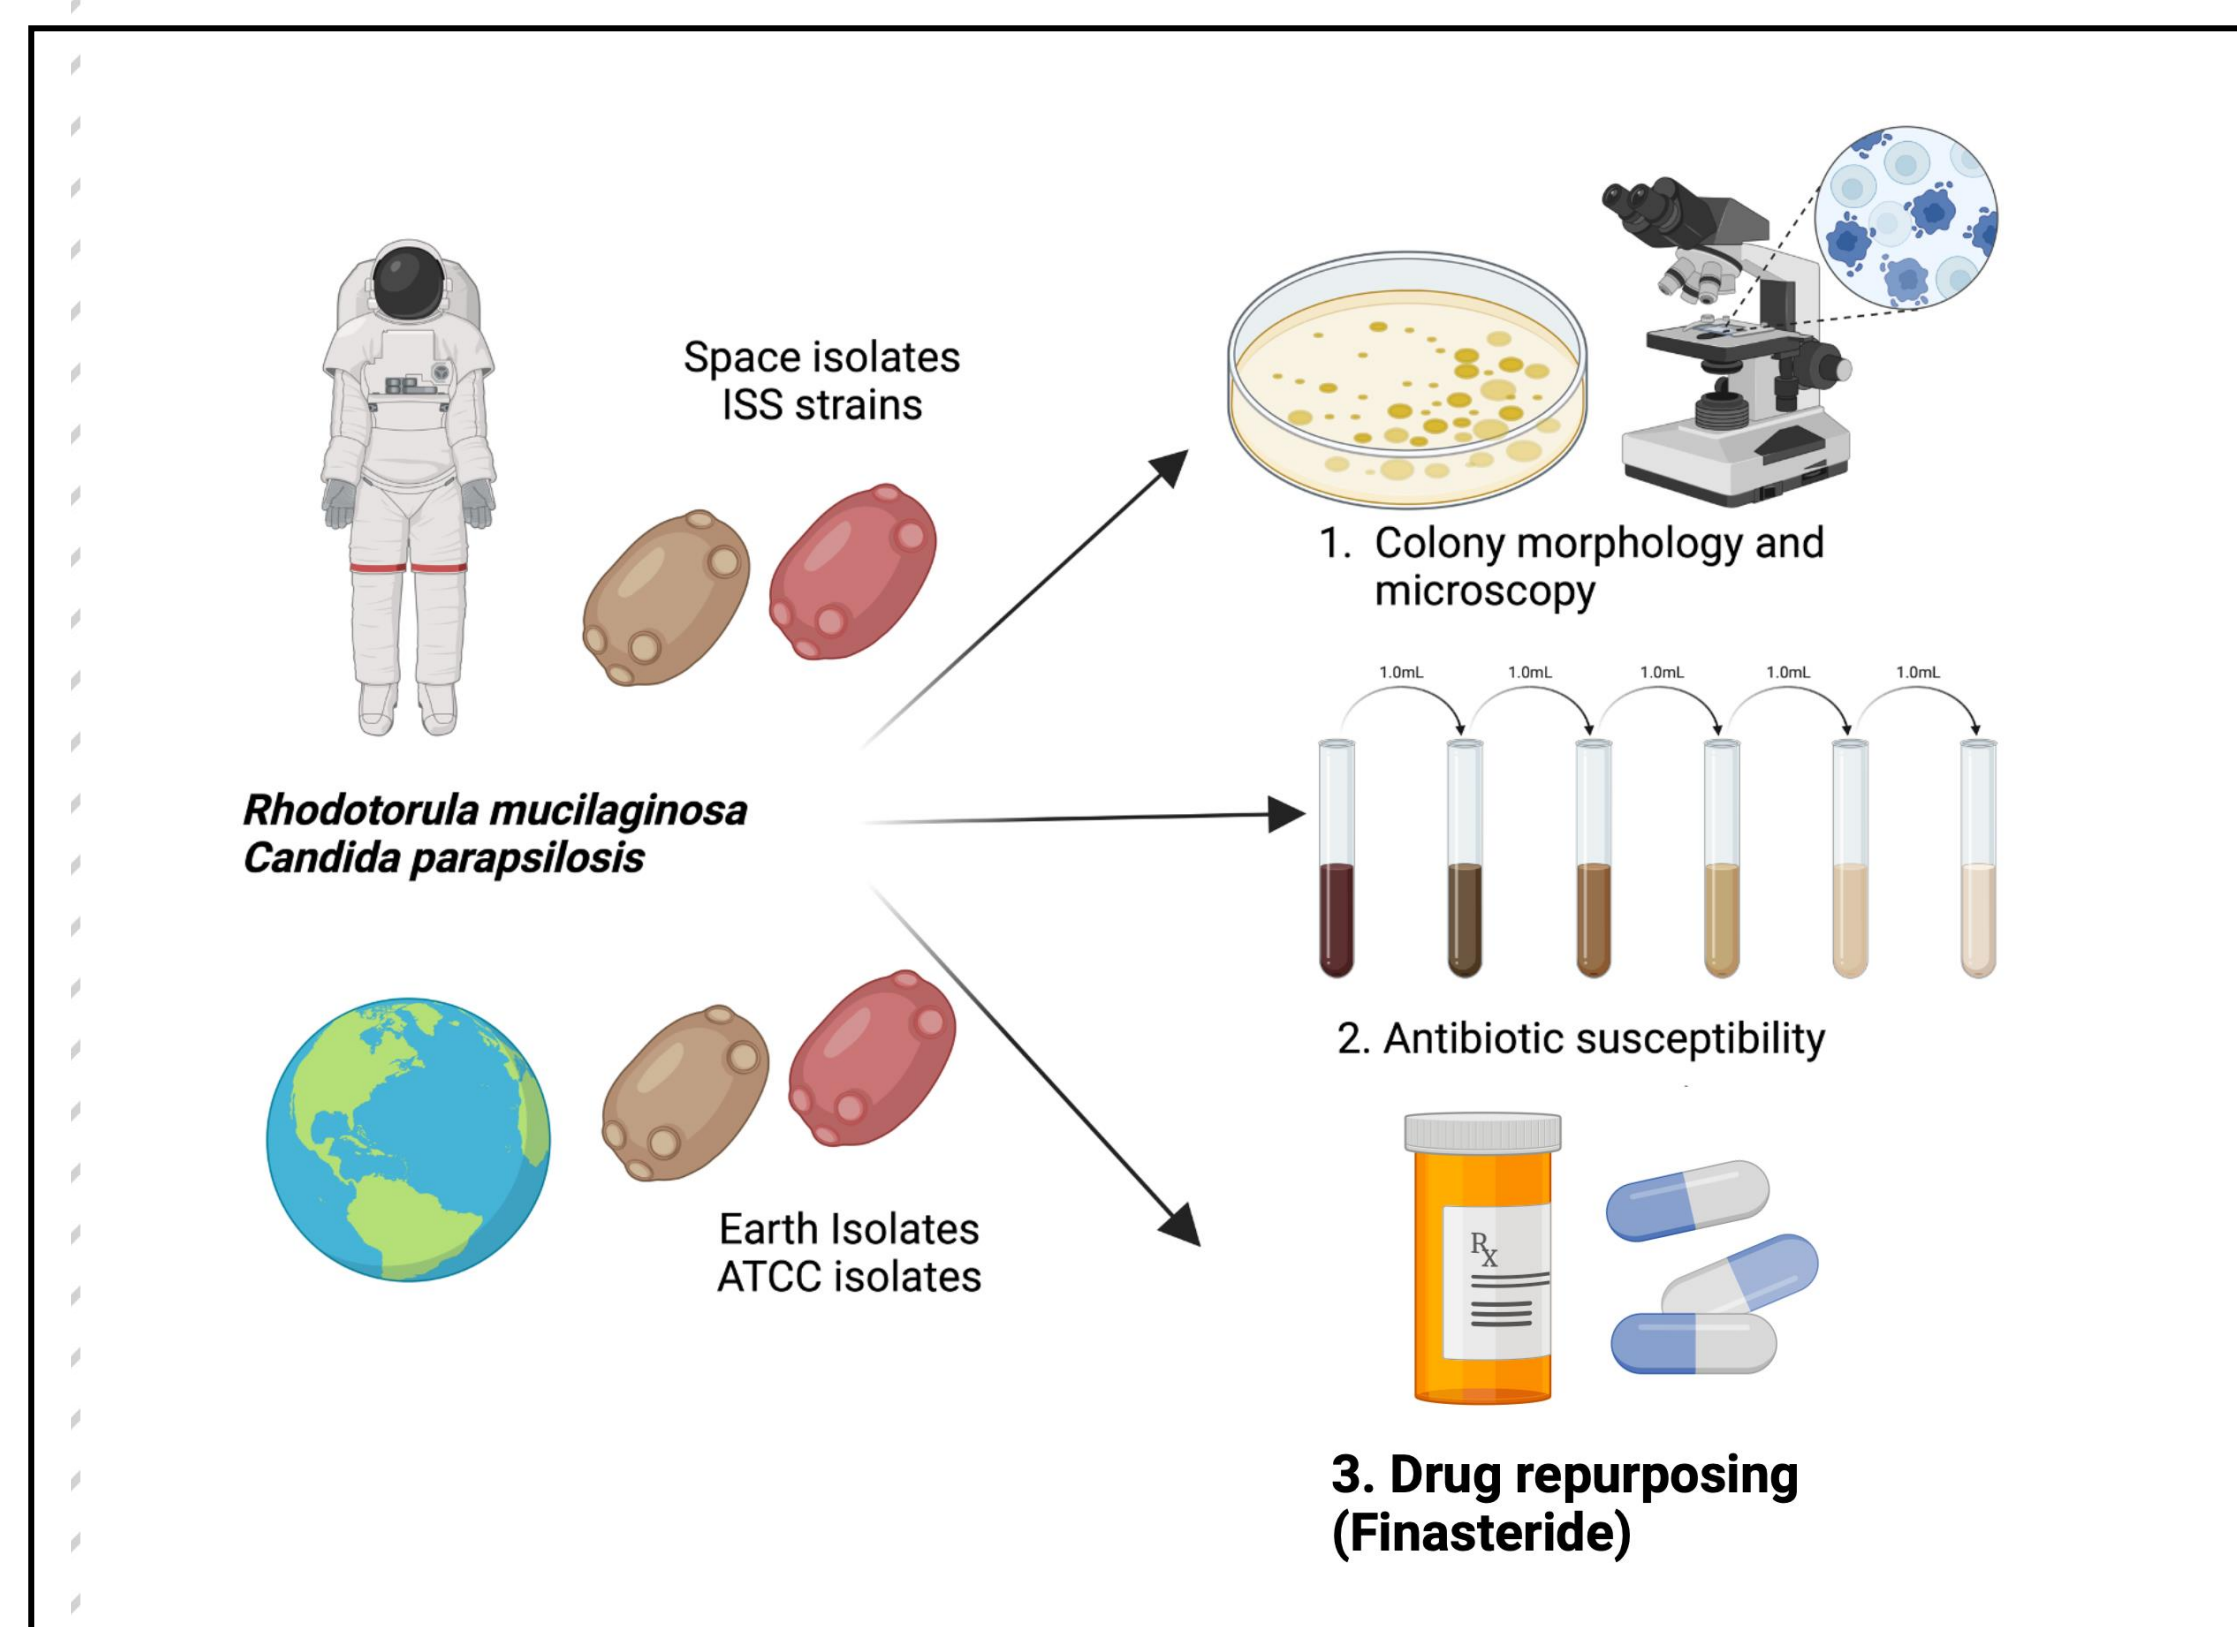 Space isolates
ISS strains
Rhodotorula mucilaginosa
Candida parapsilosis
Earth Isolates
ATCC isolates
1. Colony morphology and
microscopy
1.0mL 1.0mL 1.0mL 1.0mL 1.0mL
2. Antibiotic susceptibility
Rx
3. Drug repurposing
(Finasteride)